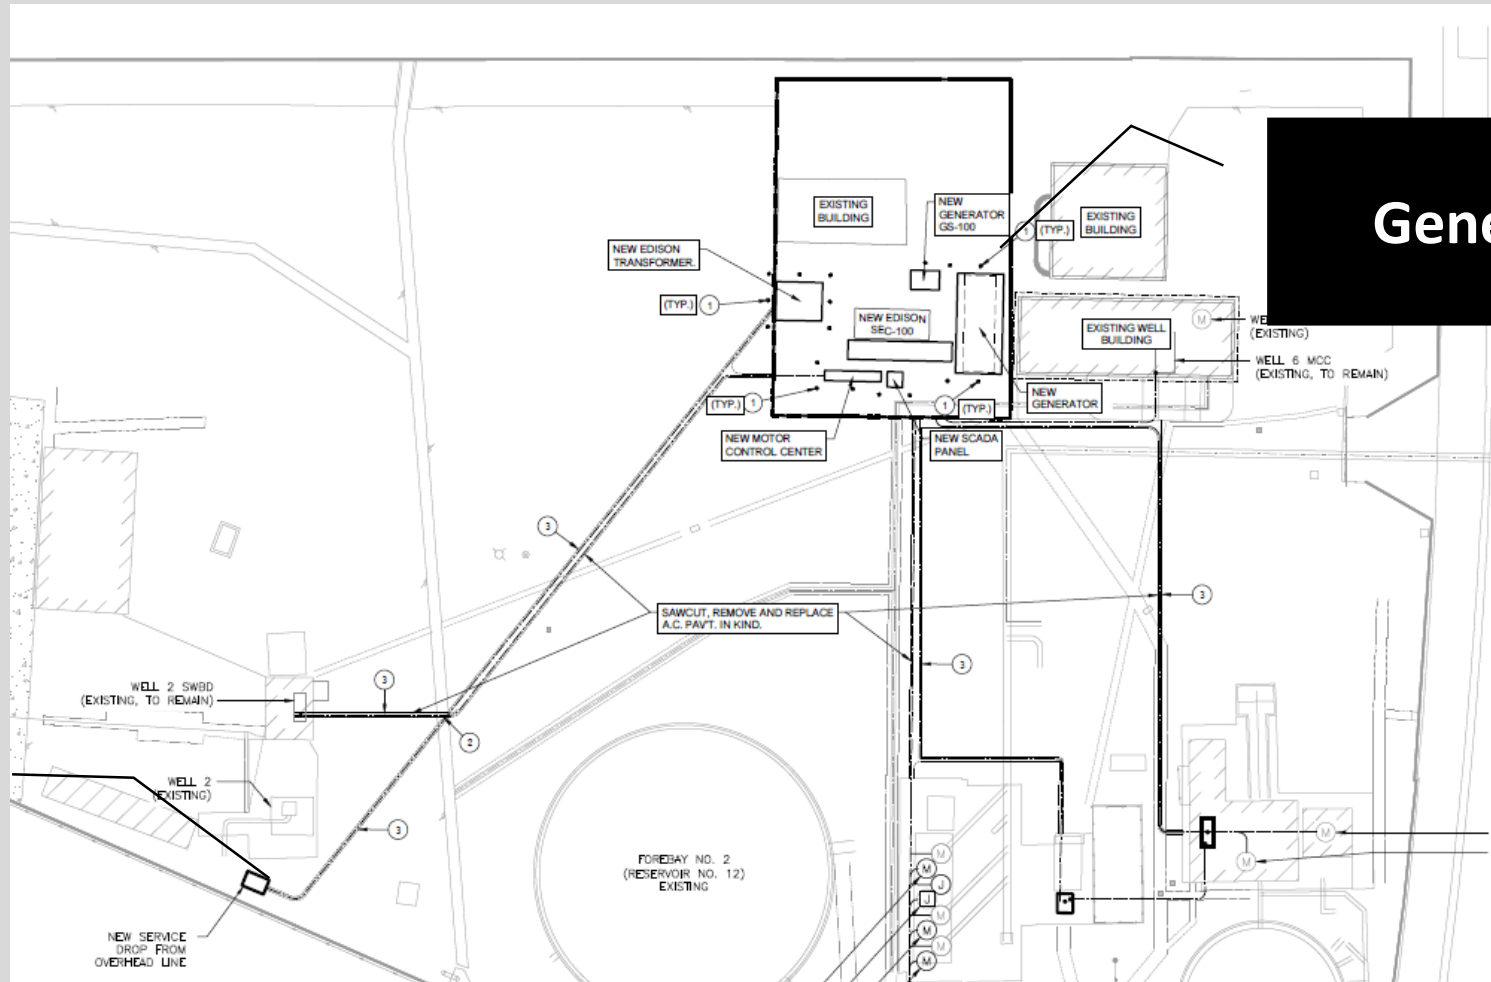 Gene
EXISTING
BUILDING
NEW
GENERATOR
GS-100
1
(TYP.)
EXISTING
BUILDING
NEW EDISON
TRANSFORMER.
(TYP.)
1
NEW EDISON
SEC-100
EXISTING WELL
BUILDING
M
WE
(EXISTING)
WELL 6 MCC
(EXISTING, TO REMAIN)
NEW
GENERATOR
(TYP.)
1
1
(TYP.)
NEW MOTOR
CONTROL CENTER
NEW SCADA
PANEL
3
SAWCUT, REMOVE AND REPLACE
A.C. PAV'T. IN KIND.
3
3
WELL 2 SWBD
(EXISTING, TO REMAIN)
3
2
WELL 2
(EXISTING)
3
FOREBAY NO. 2
(RESERVOIR NO. 12)
EXISTING
M
M
M
M
J
J
M
M
M
M
NEW SERVICE
DROP FROM
OVERHEAD LINE